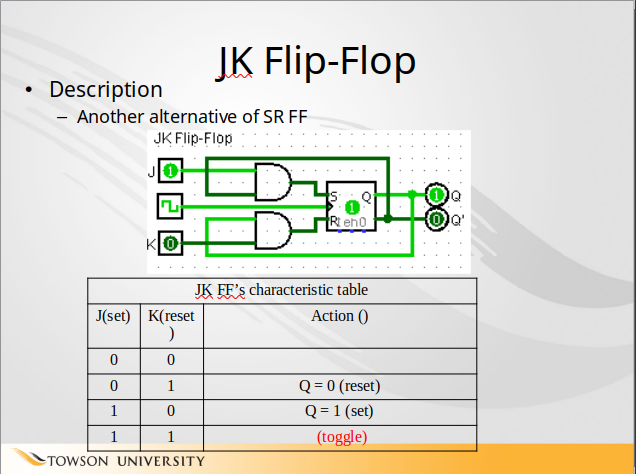 JK Flip-Flop
• Description
– Another alternative of SR FF
JK Flip-Flop
J 1
S Q 1 Q
1
R en0 0 Q'
K 0
JK FF's characteristic table
J(set) K(reset) Action ()
0 0
0 1 Q = 0 (reset)
1 0 Q = 1 (set)
1 1 (toggle)
TOWSON UNIVERSITY